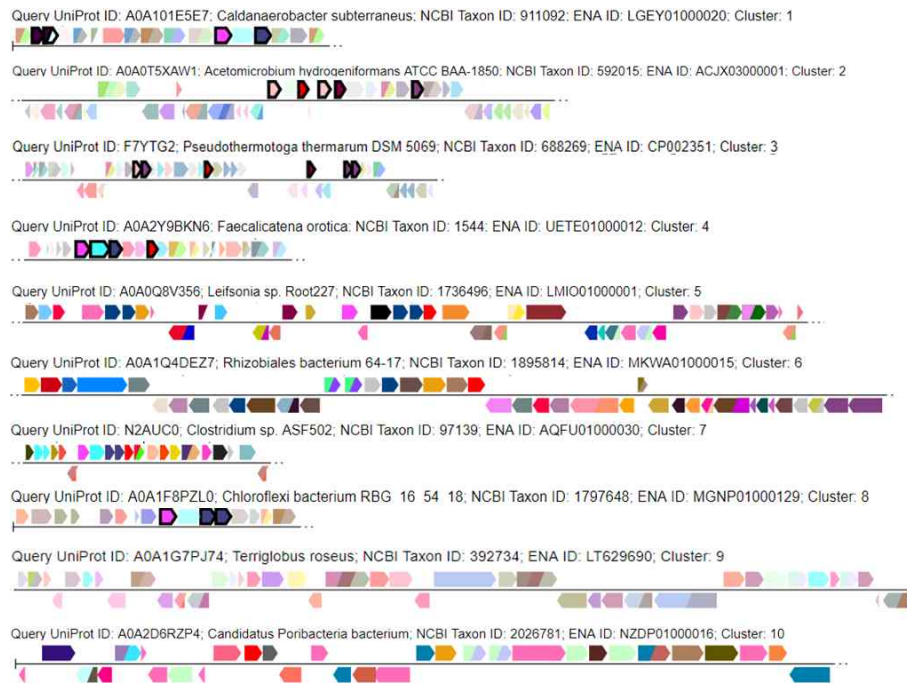 Query UniProt ID: A0A101E5E7; Caldanaerobacter subterraneus; NCBI Taxon ID: 911092; ENA ID: LGEY01000020; Cluster: 1
Query UniProt ID: A0A0T5XAW1; Acetomicrobium hydrogeniformans ATCC BAA-1850; NCBI Taxon ID: 592015; ENA ID: ACJX03000001; Cluster: 2
Query UniProt ID: F7YTG2; Pseudothermotoga thermarum DSM 5069; NCBI Taxon ID: 688269; ENA ID: CP002351; Cluster: 3
Query UniProt ID: A0A2Y9BKN6; Faecalicatena orotica; NCBI Taxon ID: 1544; ENA ID: UETE01000012; Cluster: 4
Query UniProt ID: A0A0Q8V356; Leifsonia sp. Root227; NCBI Taxon ID: 1736496; ENA ID: LMIO01000001; Cluster: 5
Query UniProt ID: A0A1Q4DEZ7; Rhizobiales bacterium 64-17; NCBI Taxon ID: 1895814; ENA ID: MKWA01000015; Cluster: 6
Query UniProt ID: N2AUC0; Clostridium sp. ASF502; NCBI Taxon ID: 97139; ENA ID: AQFU01000030; Cluster: 7
Query UniProt ID: A0A1F8PZL0; Chloroflexi bacterium RBG_16_54_18; NCBI Taxon ID: 1797648; ENA ID: MGNP01000129; Cluster: 8
Query UniProt ID: A0A1G7PJ74; Terriglobus roseus; NCBI Taxon ID: 392734; ENA ID: LT629690; Cluster: 9
Query UniProt ID: A0A2D6RZP4; Candidatus Poribacteria bacterium; NCBI Taxon ID: 2026781; ENA ID: NZDP01000016; Cluster: 10